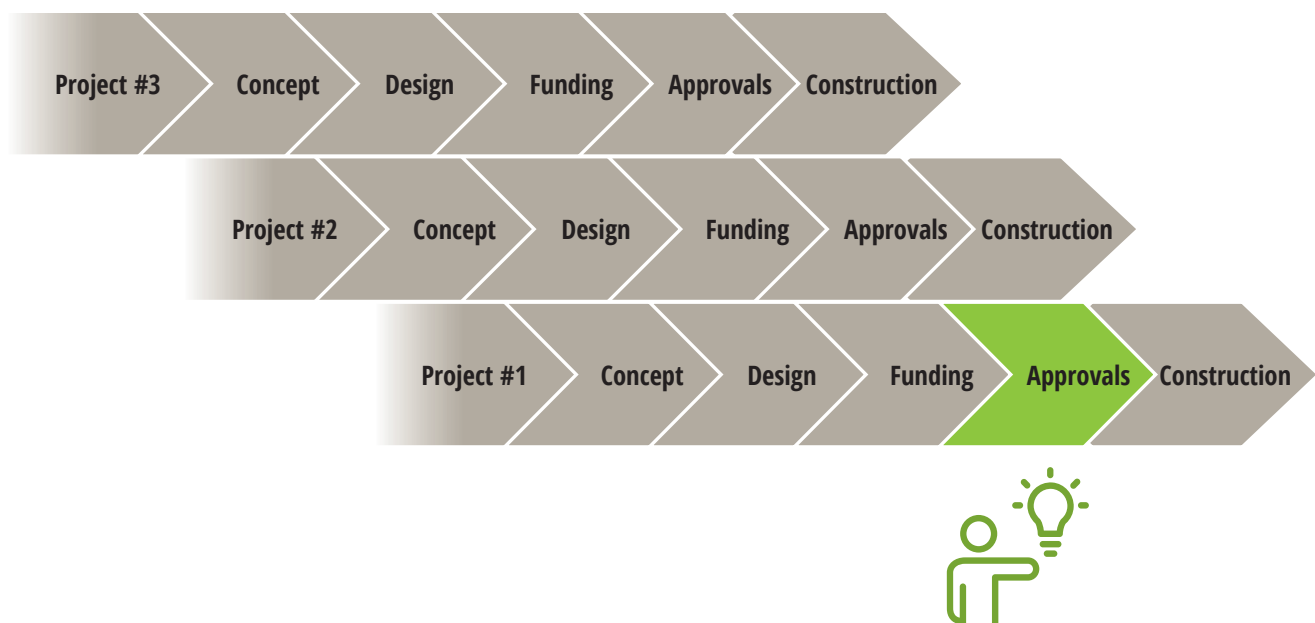 Project #3 Concept Design Funding Approvals Construction
Project #2 Concept Design Funding Approvals Construction
Project #1 Concept Design Funding Approvals Construction